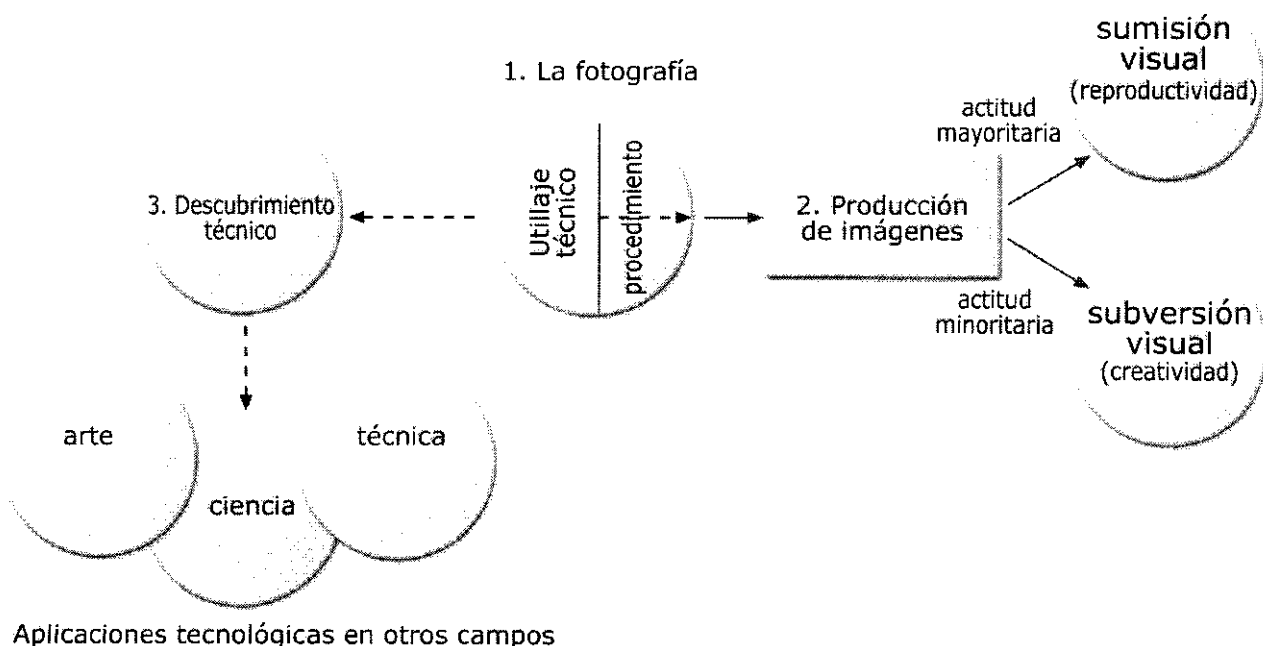 1. La fotografía
Utillaje
técnico
procedimiento
2. Producción
de imágenes
actitud
mayoritaria
sumisión
visual
(reproductividad)
actitud
minoritaria
subversión
visual
(creatividad)
3. Descubrimiento
técnico
arte
ciencia
técnica
Aplicaciones tecnológicas en otros campos